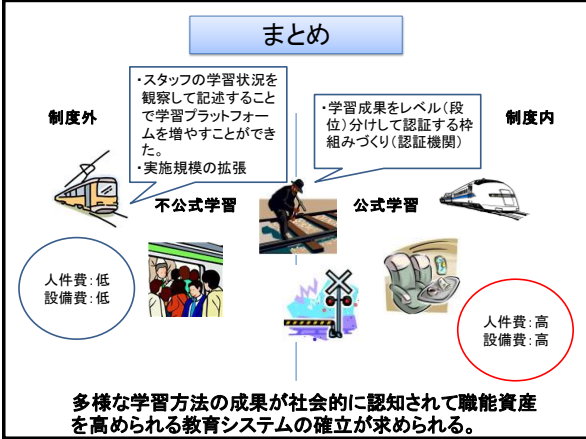 まとめ
・スタッフの学習状況を
観察して記述すること
で学習プラットフォー
ムを増やすことができ
た。
・実施規模の拡張
・学習成果をレベル(段
位)分けして認証する枠
組みづくり(認証機関)
制度外
制度内
不公式学習
公式学習
人件費:低
設備費:低
人件費:高
設備費:高
多様な学習方法の成果が社会的に認知されて職能資産
を高められる教育システムの確立が求められる。